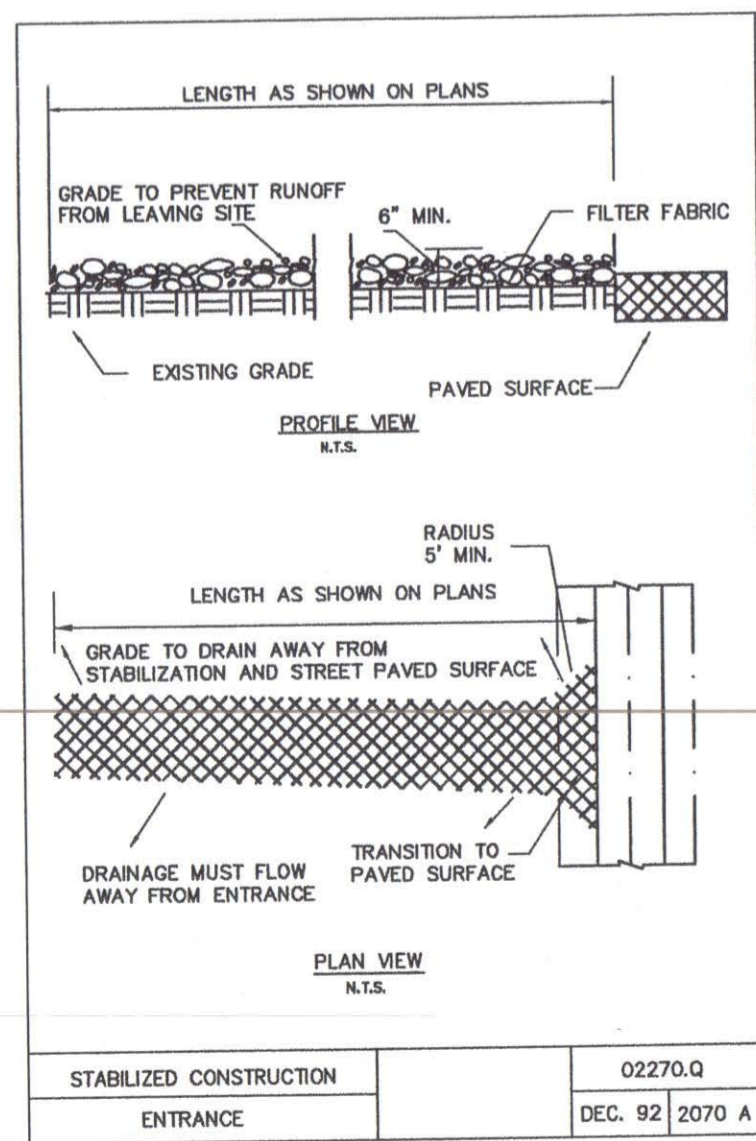 LENGTH AS SHOWN ON PLANS
GRADE TO PREVENT RUNOFF
FROM LEAVING SITE
6" MIN.
FILTER FABRIC
EXISTING GRADE
PAVED SURFACE
PROFILE VIEW
N.T.S.
RADIUS
5' MIN.
LENGTH AS SHOWN ON PLANS
GRADE TO DRAIN AWAY FROM
STABILIZATION AND STREET PAVED SURFACE
DRAINAGE MUST FLOW
AWAY FROM ENTRANCE
TRANSITION TO
PAVED SURFACE
PLAN VIEW
N.T.S.
STABILIZED CONSTRUCTION
ENTRANCE
02270.Q
DEC. 92
2070 A